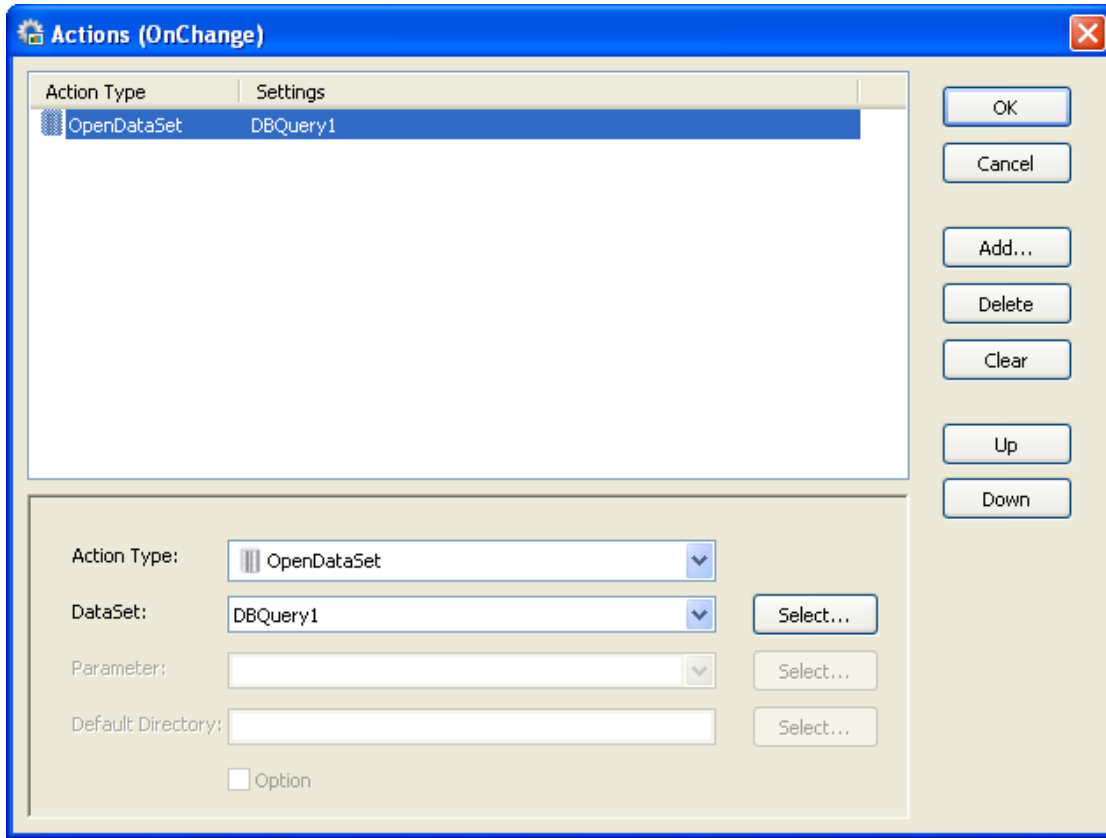 Actions (OnChange)
Action Type Settings
OpenDataSet DBQuery1
OK
Cancel
Add...
Delete
Clear
Up
Down
Action Type: OpenDataSet
DataSet: DBQuery1 Select...
Parameter: Select...
Default Directory: Select...
Option